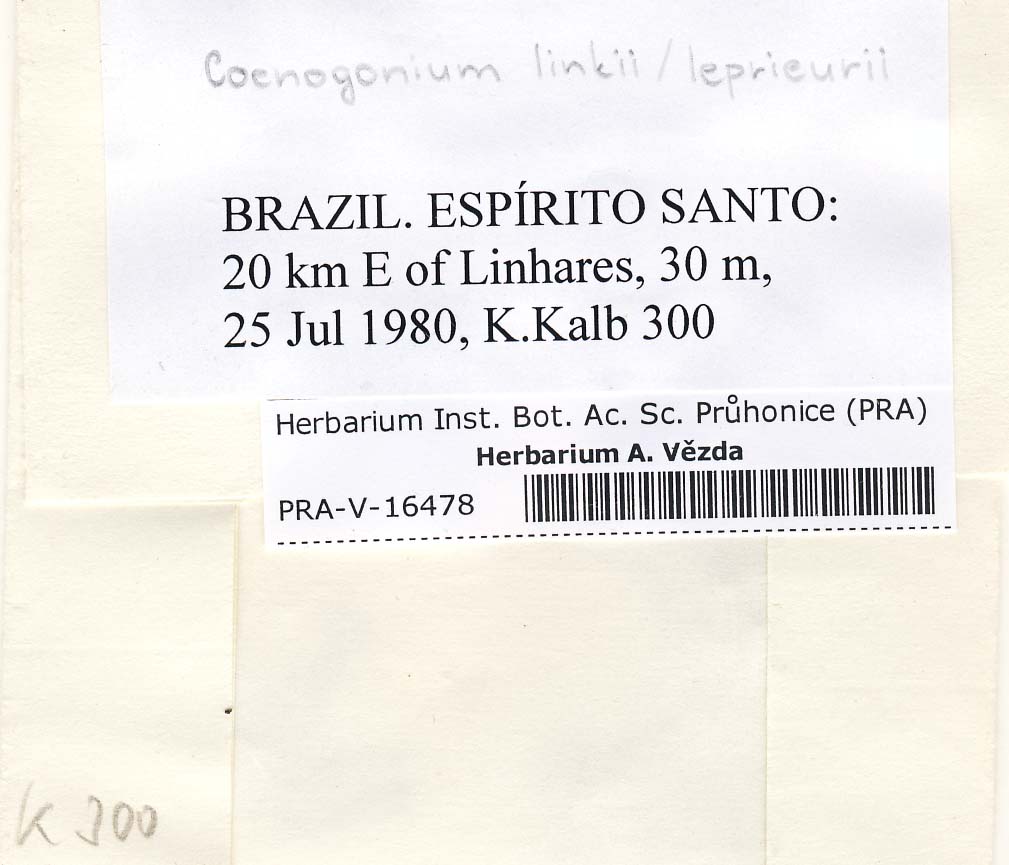 Coenogonium linkii / leprieurii
BRAZIL. ESPÍRITO SANTO:
20 km E of Linhares, 30 m,
25 Jul 1980, K.Kalb 300
Herbarium Inst. Bot. Ac. Sc. Průhonice (PRA)
Herbarium A. Vězda
PRA-V-16478
K 300